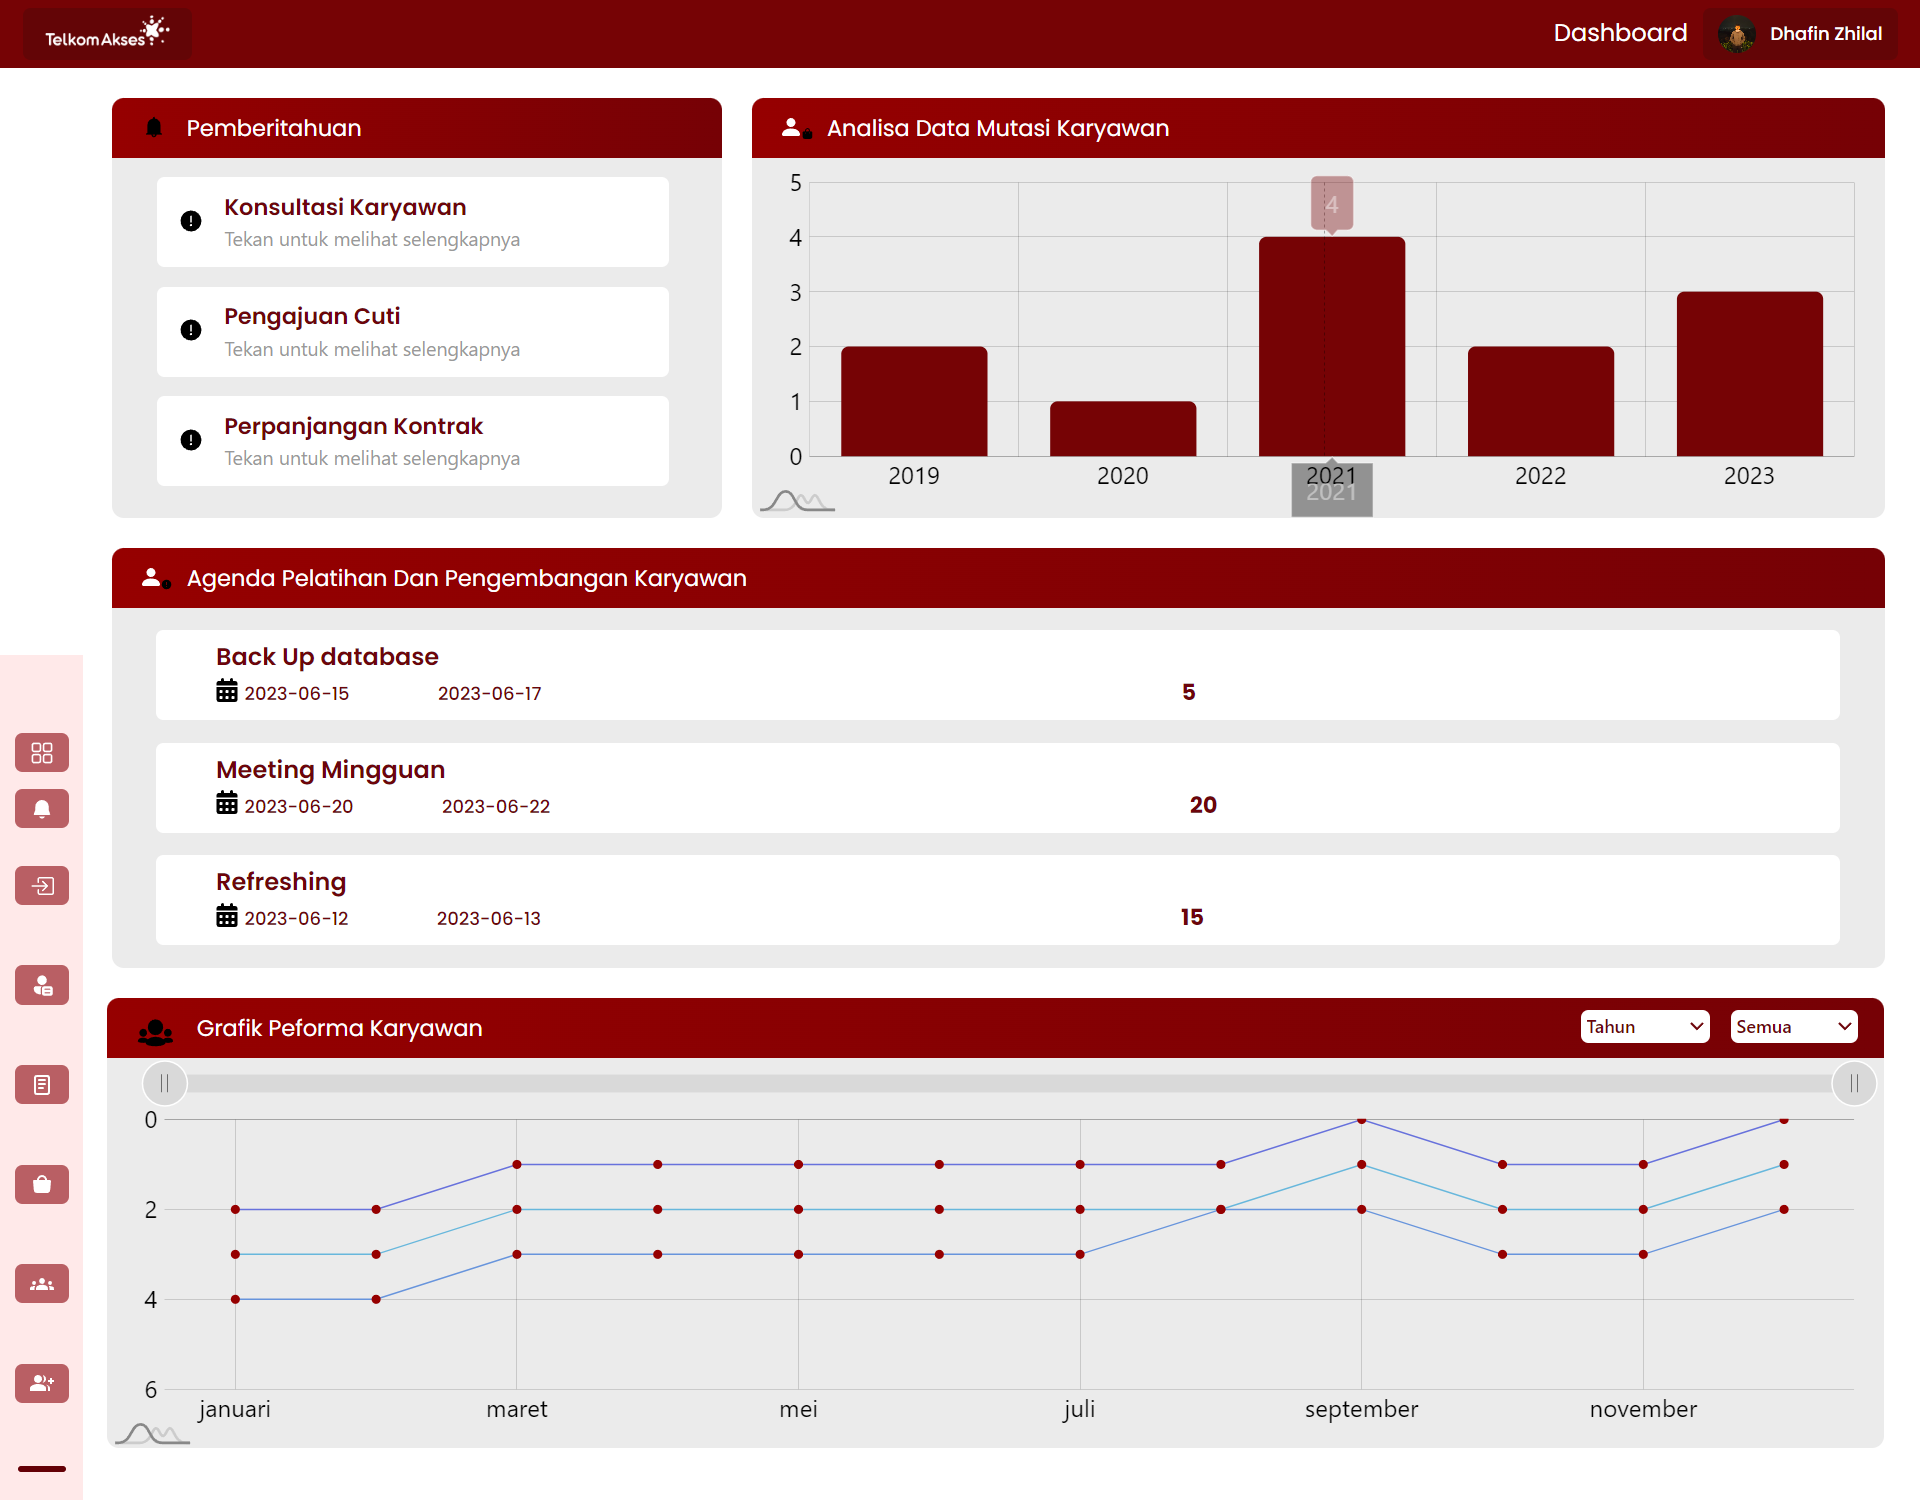 TelkomAkses
Dashboard
Dhafin Zhilal
Pemberitahuan
Konsultasi Karyawan
Tekan untuk melihat selengkapnya
Pengajuan Cuti
Tekan untuk melihat selengkapnya
Perpanjangan Kontrak
Tekan untuk melihat selengkapnya
Analisa Data Mutasi Karyawan
5
4
3
2
1
0
4
2019
2020
2021
2022
2023
2021
Agenda Pelatihan Dan Pengembangan Karyawan
Back Up database
2023-06-15 2023-06-17 5
Meeting Mingguan
2023-06-20 2023-06-22 20
Refreshing
2023-06-12 2023-06-13 15
Grafik Peforma Karyawan
Tahun
Semua
0
2
4
6
januari
maret
mei
juli
september
november